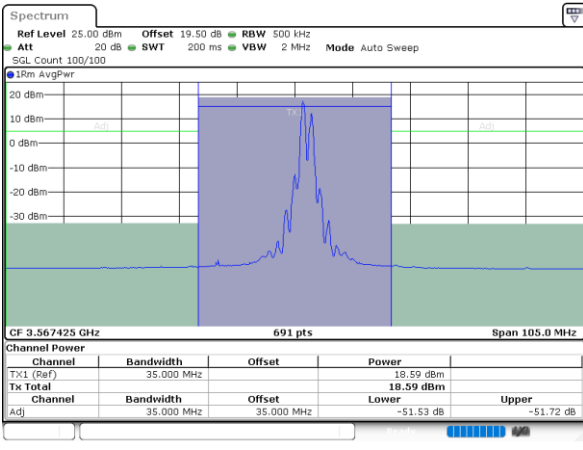 Spectrum
Ref Level 25.00 dBm Offset 19.50 dB RBW 500 kHz
Att 20 dB SWT 200 ms VBW 2 MHz Mode Auto Sweep
SGL Count 100/100
1Rm AvgPwr
20 dBm
10 dBm
0 dBm
-10 dBm
-20 dBm
-30 dBm
Adj
Adj
CF 3.567425 GHz 691 pts Span 105.0 MHz
Channel Power
Channel Bandwidth Offset Power
TX1 (Ref) 35.000 MHz 18.59 dBm
Tx Total 18.59 dBm
Channel Bandwidth Offset Lower Upper
Adj 35.000 MHz 35.000 MHz -51.53 dB -51.72 dB
Ready